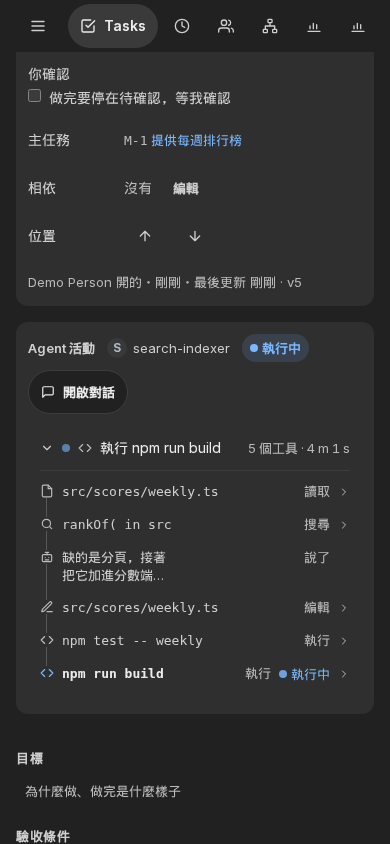 Tasks
你確認
做完要停在待確認，等我確認
主任務 M-1 提供每週排行榜
相依 沒有 編輯
位置
Demo Person 開的・剛剛・最後更新 剛剛 · v5
Agent 活動 S search-indexer 執行中
開啟對話
執行 npm run build 5 個工具 · 4 m 1 s
src/scores/weekly.ts 讀取
rankOf( in src 搜尋
缺的是分頁，接著 說了
把它加進分數端…
src/scores/weekly.ts 編輯
npm test -- weekly 執行
npm run build 執行 執行中
目標
為什麼做、做完是什麼樣子
驗收條件